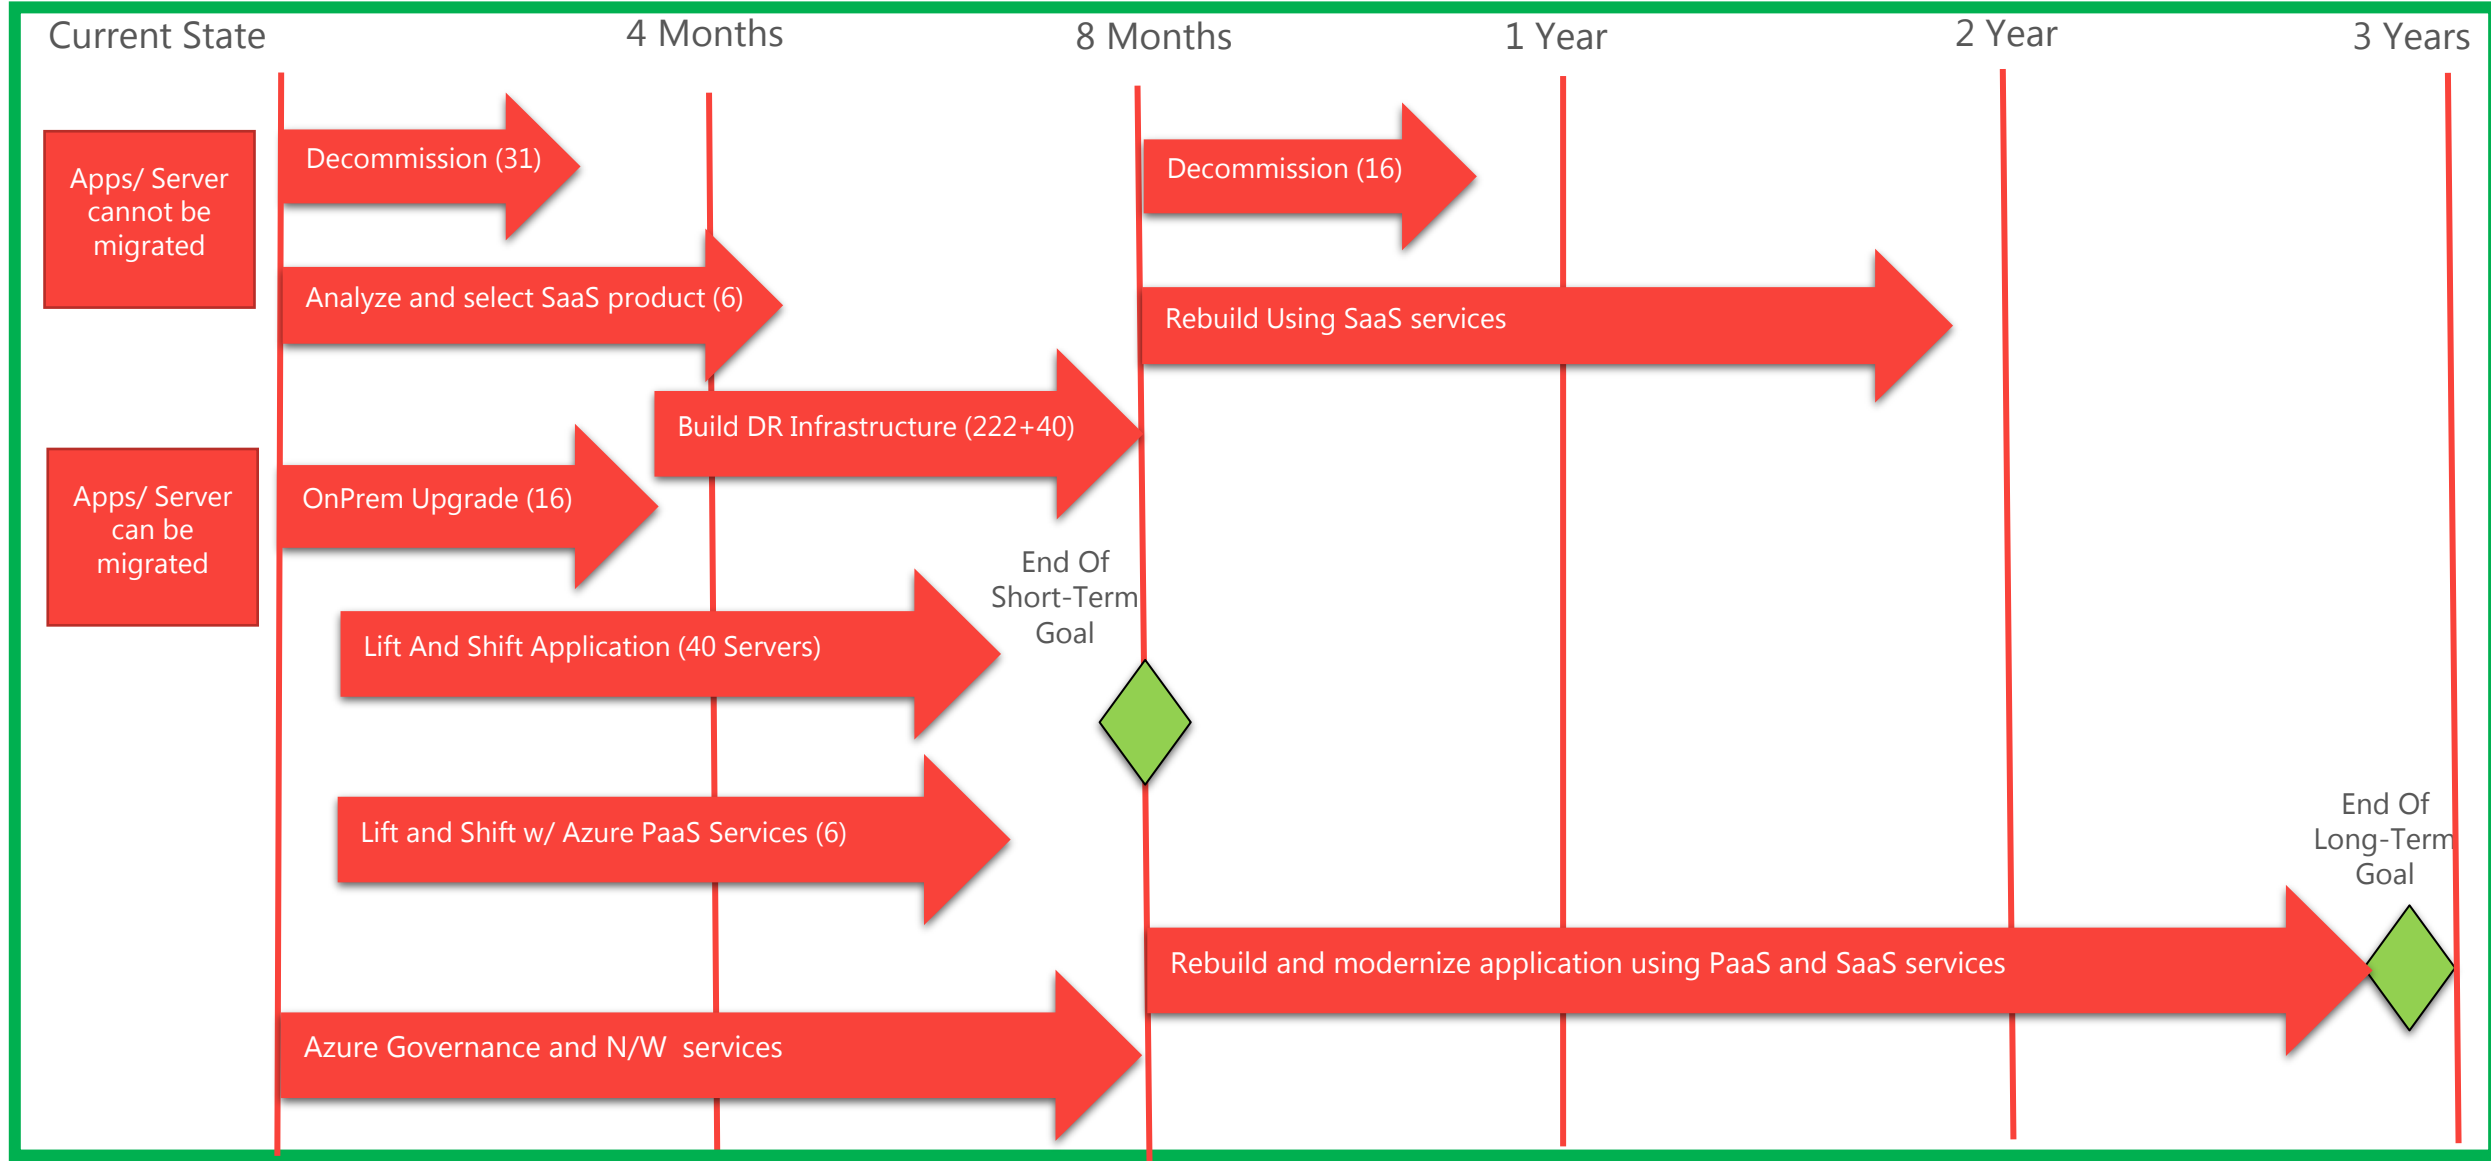 Current State
4 Months
8 Months
1 Year
2 Year
3 Years
Apps/ Server
cannot be
migrated
Decommission (31)
Decommission (16)
Analyze and select SaaS product (6)
Rebuild Using SaaS services
Build DR Infrastructure (222+40)
Apps/ Server
can be
migrated
OnPrem Upgrade (16)
End Of
Short-Term
Goal
Lift And Shift Application (40 Servers)
Lift and Shift w/ Azure PaaS Services (6)
End Of
Long-Term
Goal
Rebuild and modernize application using PaaS and SaaS services
Azure Governance and N/W  services